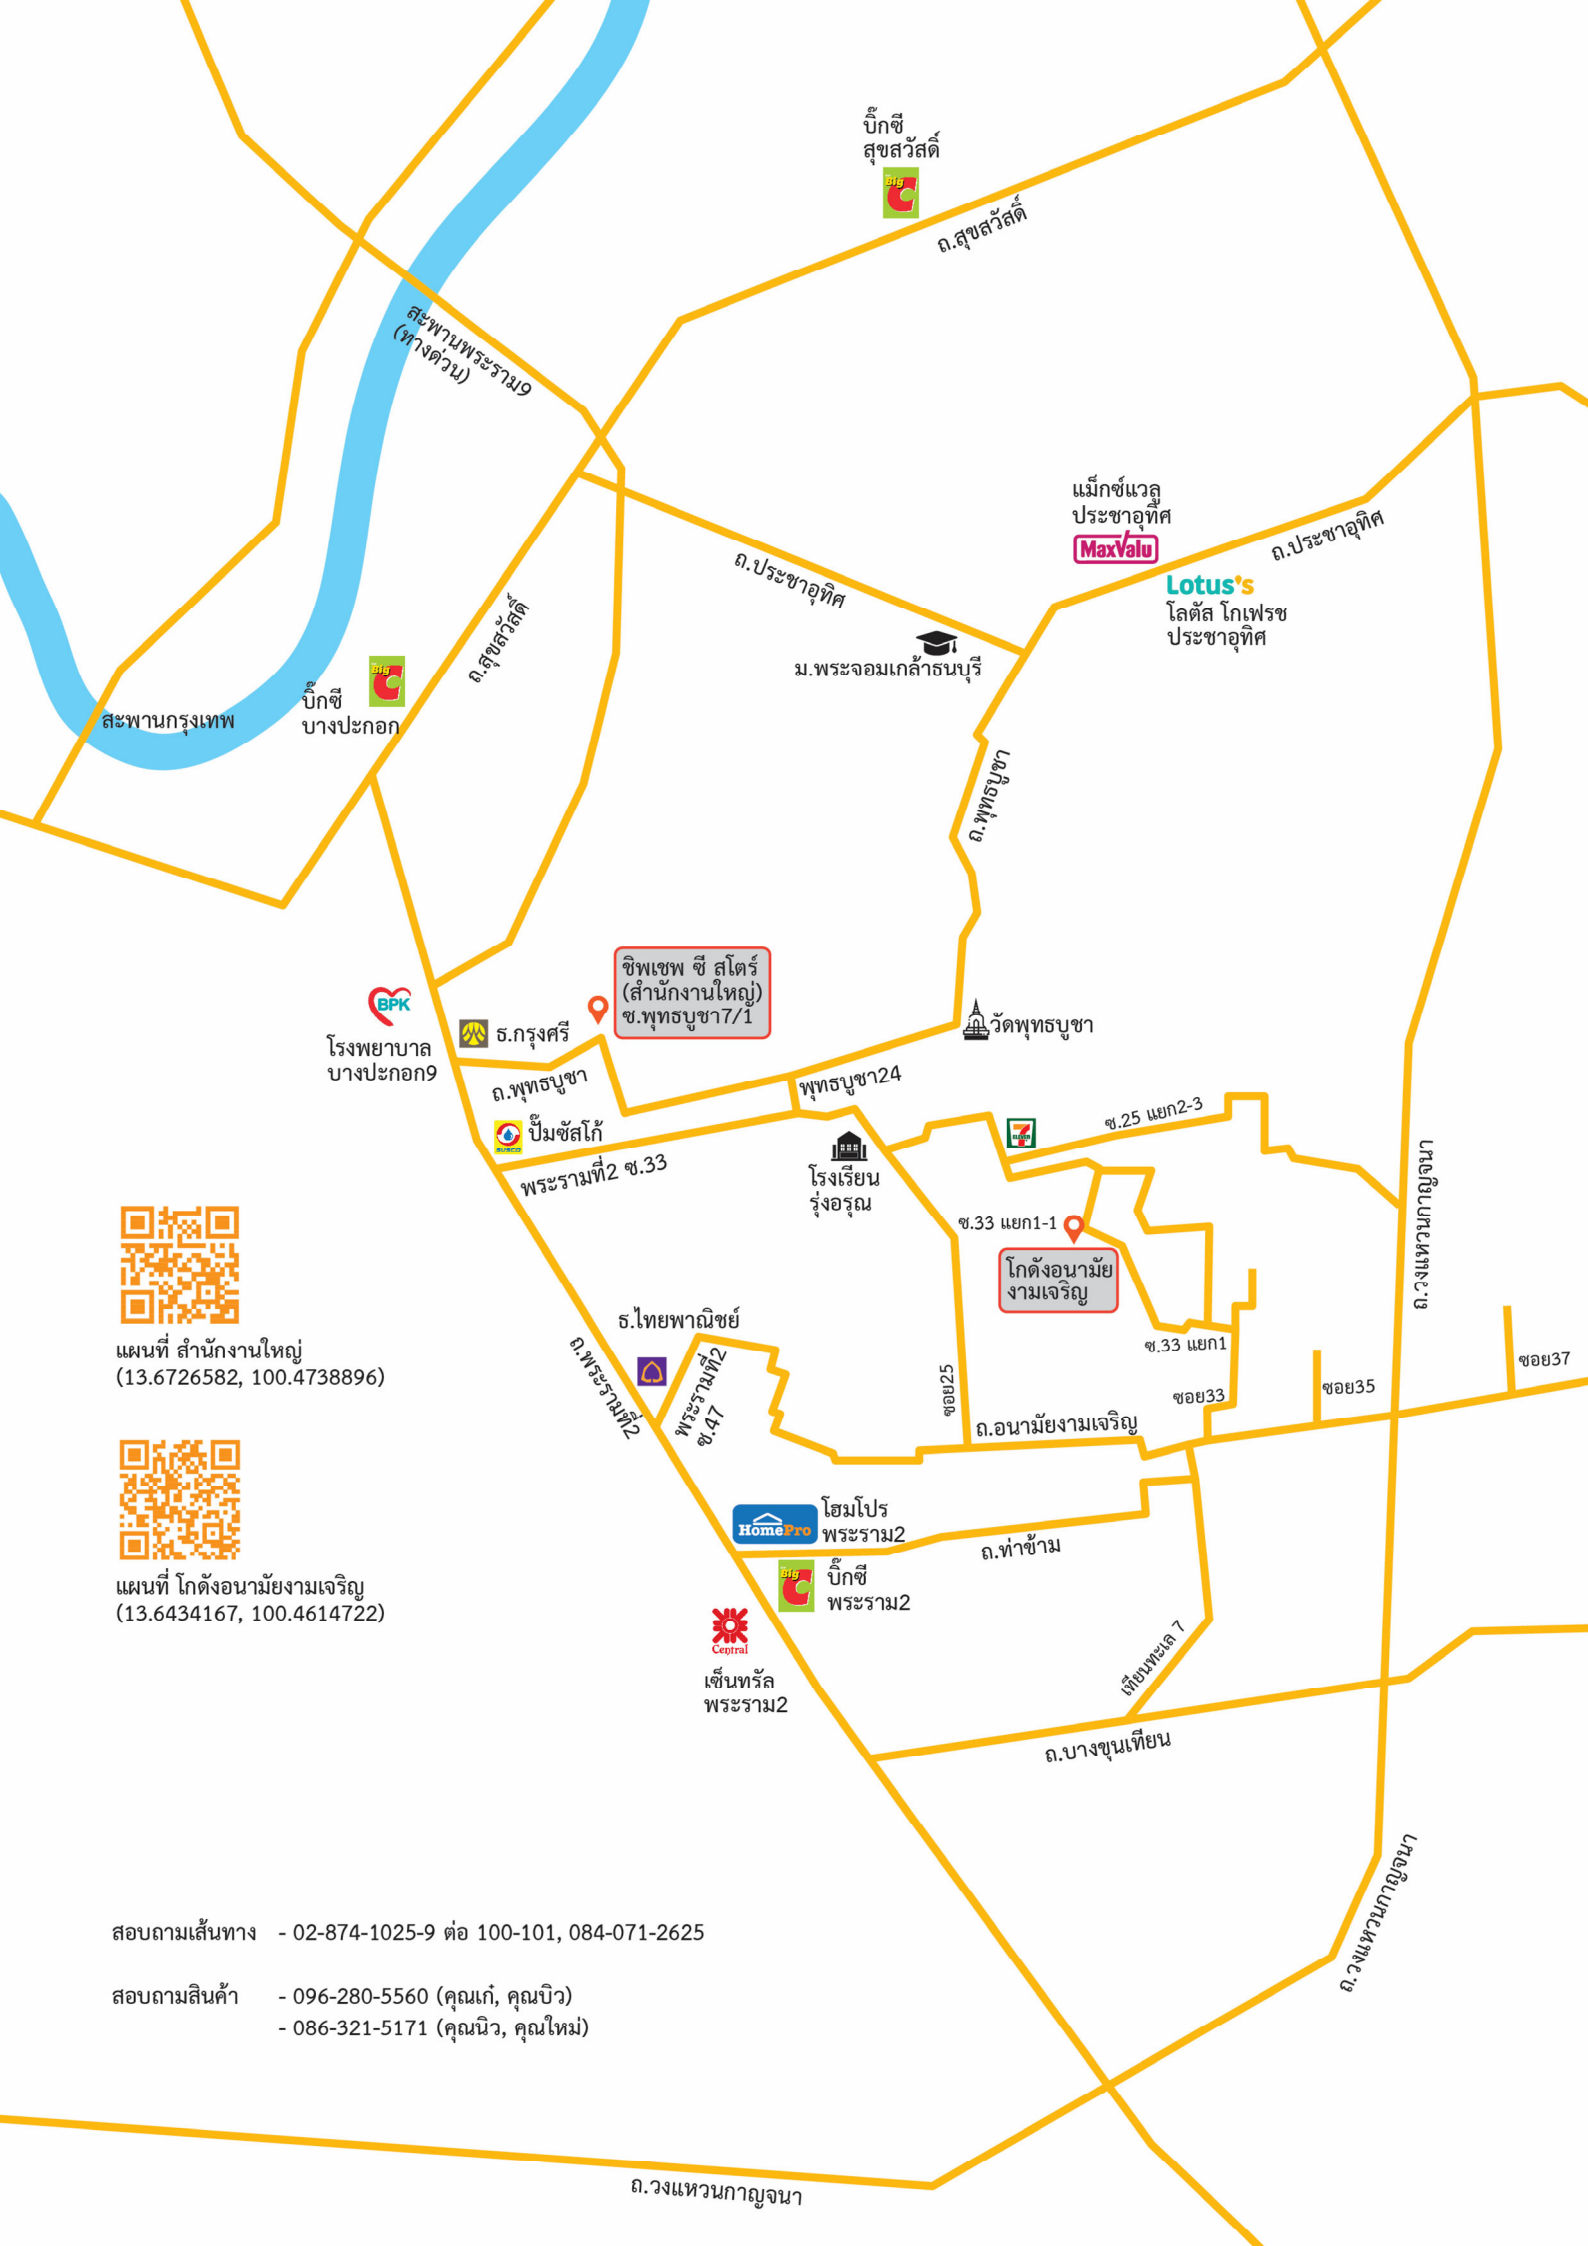 บิ๊กซี
สุขสวัสดิ์
Big C
ถ.สุขสวัสดิ์
สะพานพระราม9
(ทางด่วน)
แม็กซ์แวลู
ประชาอุทิศ
MaxValu
ถ.ประชาอุทิศ
Lotus's
โลตัส โกเฟรช
ประชาอุทิศ
ถ.ประชาอุทิศ
ม.พระจอมเกล้าธนบุรี
ถ.สุขสวัสดิ์
Big C
บิ๊กซี
บางปะกอก
สะพานกรุงเทพ
ถ.พุทธบูชา
ชิพเชพ ซี สโตร์
(สำนักงานใหญ่)
ซ.พุทธบูชา7/1
BPK
โรงพยาบาล
บางปะกอก9
ธ.กรุงศรี
ถ.พุทธบูชา
วัดพุทธบูชา
พุทธบูชา24
SUSCO
ปั๊มซัสโก้
พระรามที่2 ซ.33
โรงเรียน
รุ่งอรุณ
7 ELEVEN
ซ.25 แยก2-3
ถ.วงแหวนกาญจนา
ซ.33 แยก1-1
โกดังอนามัย
งามเจริญ
แผนที่ สำนักงานใหญ่
(13.6726582, 100.4738896)
ธ.ไทยพาณิชย์
ถ.พระรามที่2
พระรามที่2
ซ.47
ซ.33 แยก1
ซอย25
ซอย33
ซอย35
ซอย37
ถ.อนามัยงามเจริญ
HomePro
โฮมโปร
พระราม2
ถ.ท่าข้าม
Big C
บิ๊กซี
พระราม2
แผนที่ โกดังอนามัยงามเจริญ
(13.6434167, 100.4614722)
Central
เซ็นทรัล
พระราม2
เทียนทะเล 7
ถ.บางขุนเทียน
ถ.วงแหวนกาญจนา
สอบถามเส้นทาง - 02-874-1025-9 ต่อ 100-101, 084-071-2625
สอบถามสินค้า - 096-280-5560 (คุณเก๋, คุณบิว)
- 086-321-5171 (คุณนิว, คุณใหม่)
ถ.วงแหวนกาญจนา